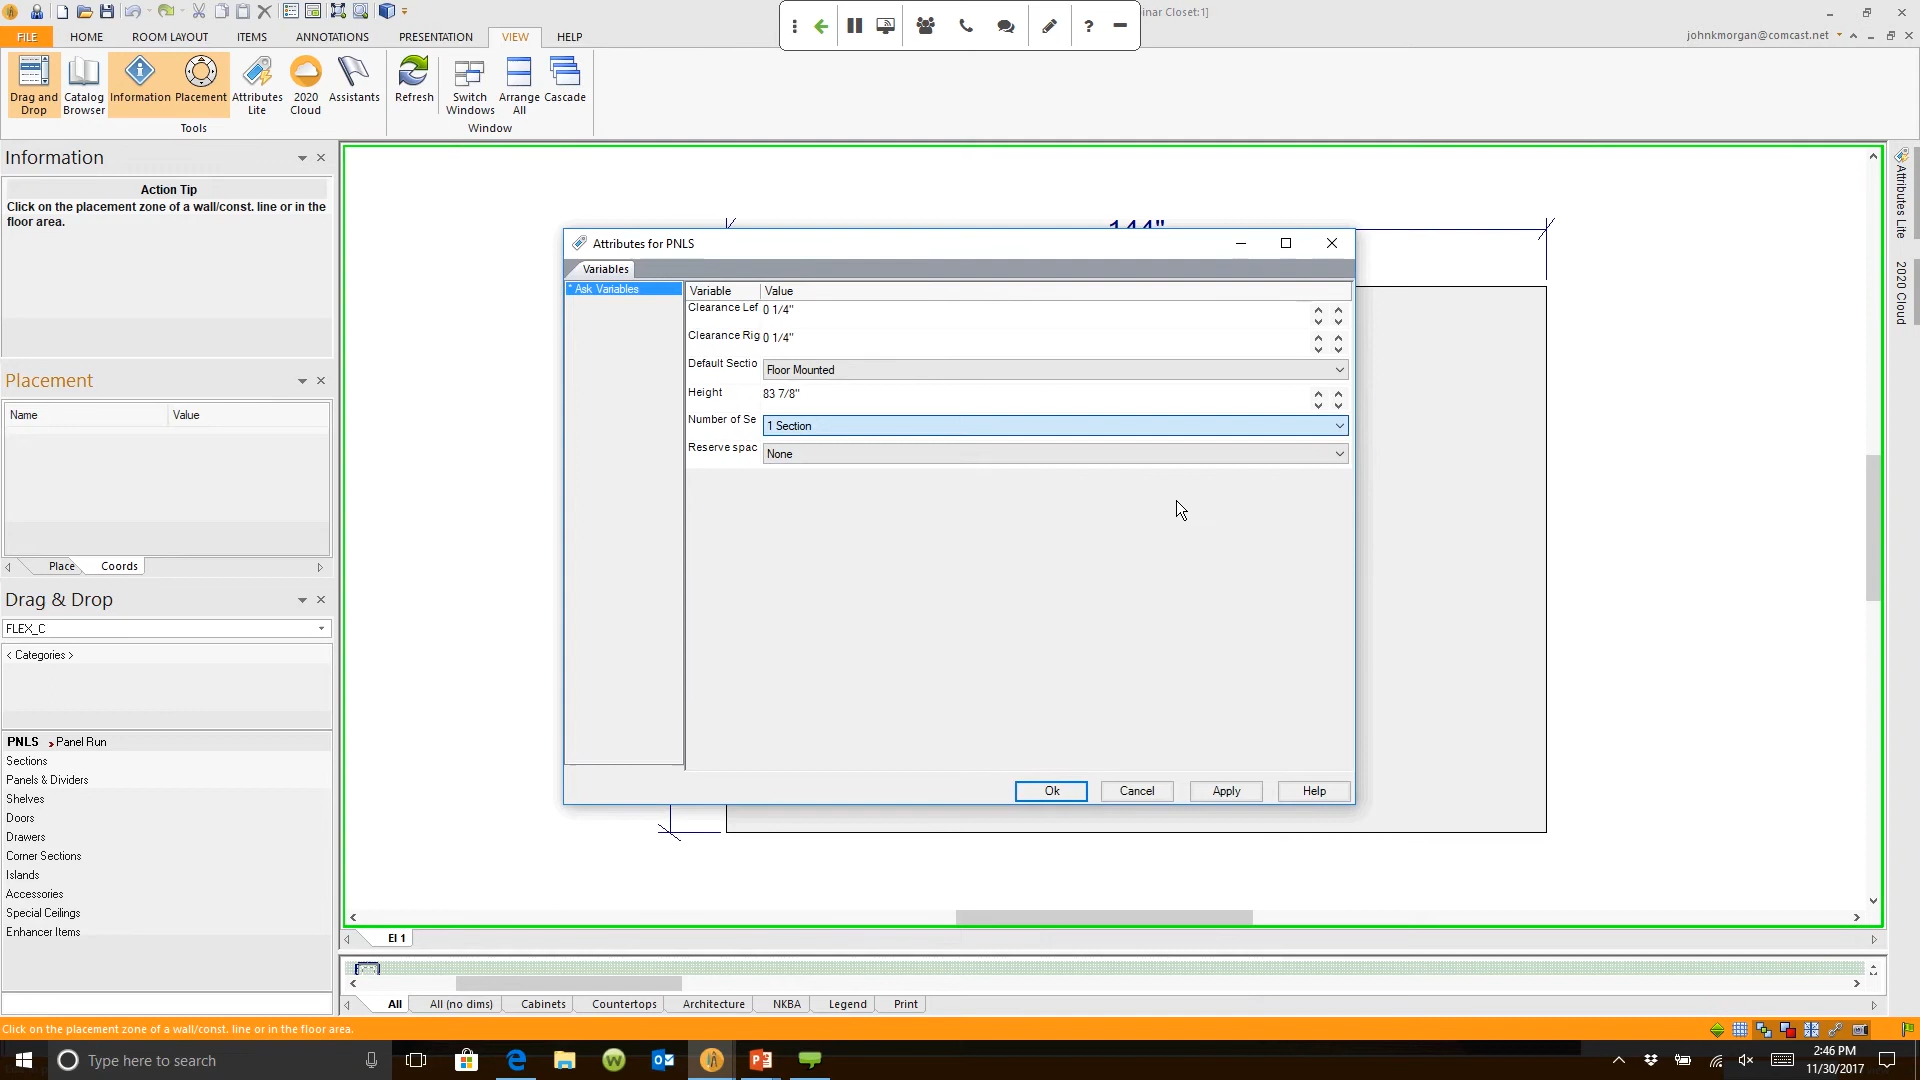 inar Closet:1]
FILE HOME ROOM LAYOUT ITEMS ANNOTATIONS PRESENTATION VIEW HELP
johnkmorgan@comcast.net
Drag and Drop
Catalog Browser
Information
Placement
Attributes Lite
2020 Cloud
Assistants
Refresh
Switch Windows
Arrange All
Cascade
Tools
Window
Information
Action Tip
Click on the placement zone of a wall/const. line or in the
floor area.
Placement
Name Value
Place Coords
Drag & Drop
FLEX_C
< Categories >
PNLS Panel Run
Sections
Panels & Dividers
Shelves
Doors
Drawers
Corner Sections
Islands
Accessories
Special Ceilings
Enhancer Items
144"
Attributes for PNLS
Variables
* Ask Variables
Variable Value
Clearance Lef 0 1/4"
Clearance Rig 0 1/4"
Default Sectio Floor Mounted
Height 83 7/8"
Number of Se 1 Section
Reserve spac None
Ok Cancel Apply Help
Attributes Lite
2020 Cloud
El 1
All All (no dims) Cabinets Countertops Architecture NKBA Legend Print
Click on the placement zone of a wall/const. line or in the floor area.
Type here to search
2:46 PM
11/30/2017